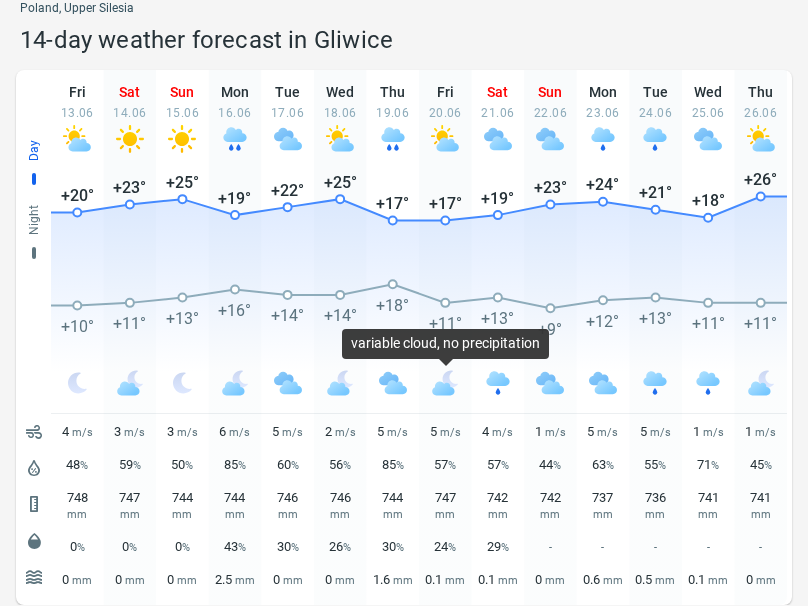 Poland, Upper Silesia
14-day weather forecast in Gliwice
Fri Sat Sun Mon Tue Wed Thu Fri Sat Sun Mon Tue Wed Thu
13.06 14.06 15.06 16.06 17.06 18.06 19.06 20.06 21.06 22.06 23.06 24.06 25.06 26.06
Day
+20° +23° +25° +19° +22° +25° +17° +17° +19° +23° +24° +21° +18° +26°
Night
+10° +11° +13° +16° +14° +14° +18° +11° +13° +9° +12° +13° +11° +11°
variable cloud, no precipitation
4 m/s 3 m/s 3 m/s 6 m/s 5 m/s 2 m/s 5 m/s 5 m/s 4 m/s 1 m/s 5 m/s 5 m/s 1 m/s 1 m/s
48% 59% 50% 85% 60% 56% 85% 57% 57% 44% 63% 55% 71% 45%
748 747 744 744 746 746 744 747 742 742 737 736 741 741
mm mm mm mm mm mm mm mm mm mm mm mm mm mm
0% 0% 0% 43% 30% 26% 30% 24% 29% - - - - -
0 mm 0 mm 0 mm 2.5 mm 0 mm 0 mm 1.6 mm 0.1 mm 0.1 mm 0 mm 0.6 mm 0.5 mm 0.1 mm 0 mm